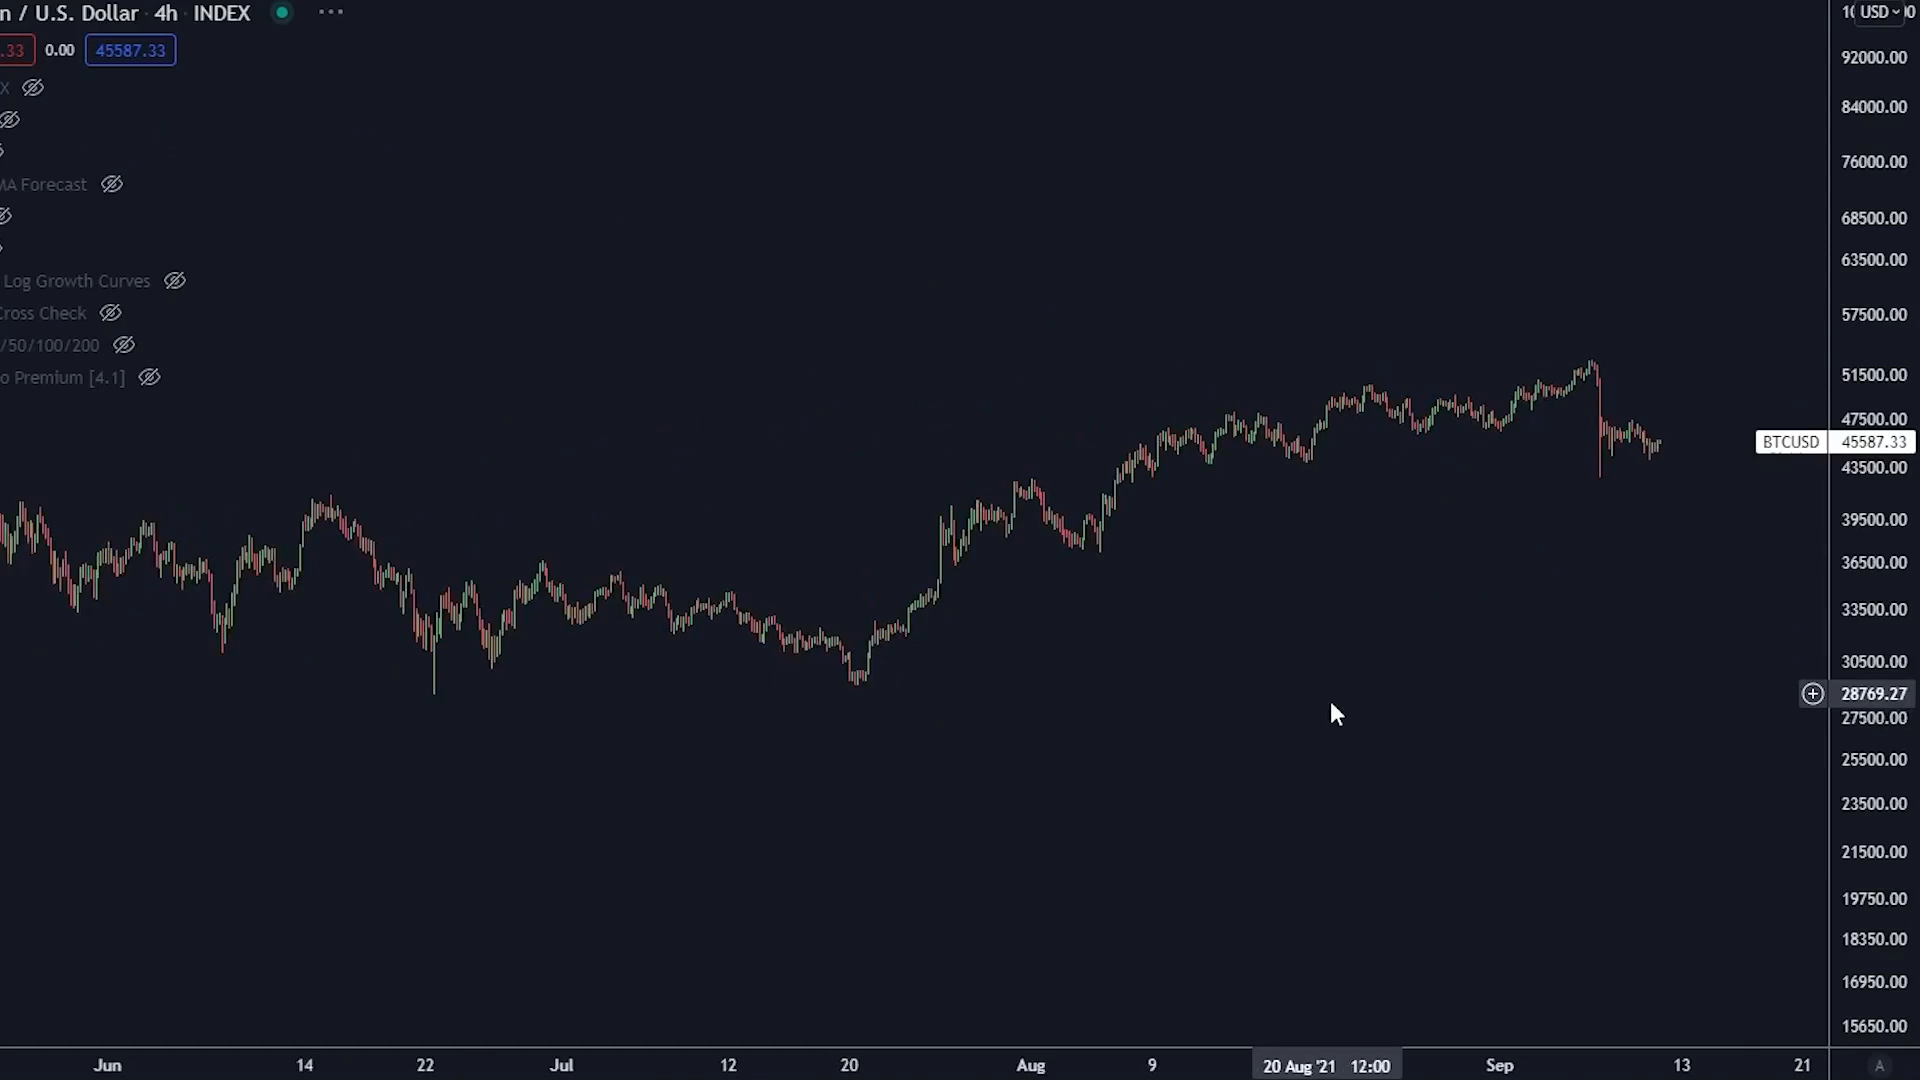 n / U.S. Dollar · 4h · INDEX
.33 0.00 45587.33
X
MA Forecast
Log Growth Curves
Cross Check
/50/100/200
o Premium [4.1]
USD
92000.00
84000.00
76000.00
68500.00
63500.00
57500.00
51500.00
47500.00
BTCUSD 45587.33
43500.00
39500.00
36500.00
33500.00
30500.00
28769.27
27500.00
25500.00
23500.00
21500.00
19750.00
18350.00
16950.00
15650.00
Jun 14 22 Jul 12 20 Aug 9 20 Aug '21 12:00 Sep 13 21 A